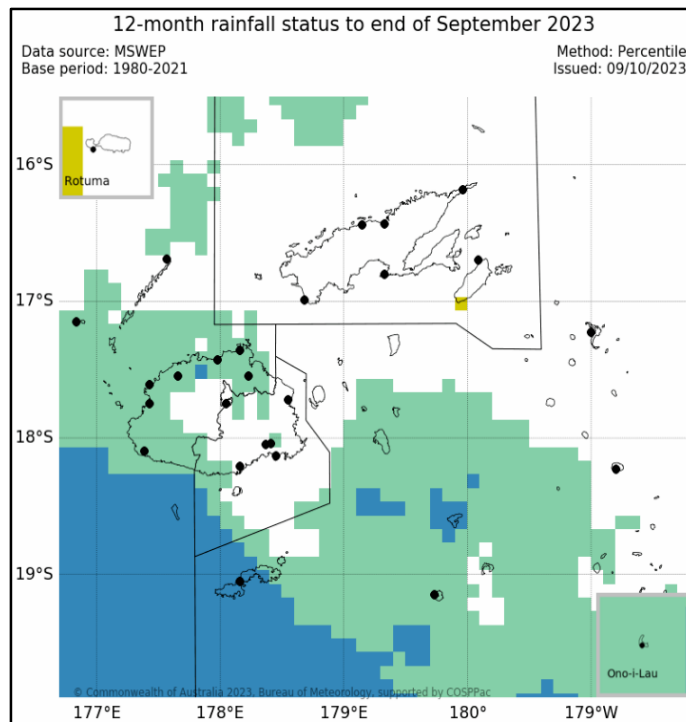 12-month rainfall status to end of September 2023
Data source: MSWEP
Method: Percentile
Base period: 1980-2021
Issued: 09/10/2023
Rotuma
16°S
17°S
18°S
19°S
Ono-i-Lau
© Commonwealth of Australia 2023, Bureau of Meteorology, supported by COSPPac
177°E 178°E 179°E 180° 179°W